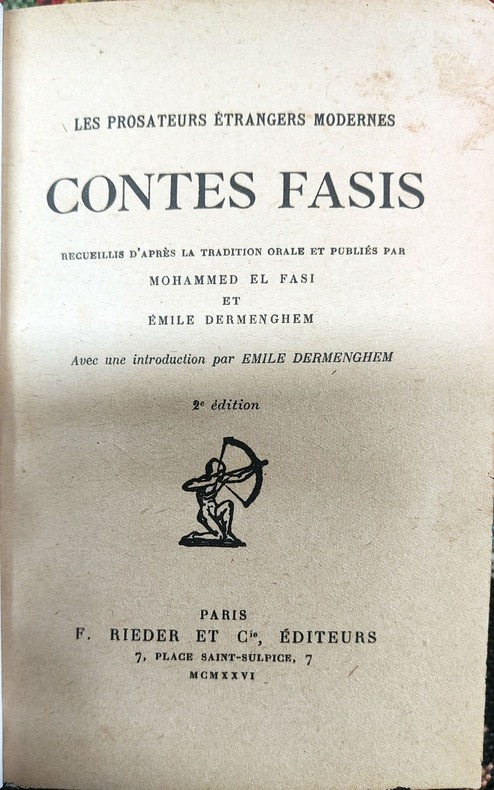 LES PROSATEURS ÉTRANGERS MODERNES
CONTES FASIS
RECUEILLIS D'APRÈS LA TRADITION ORALE ET PUBLIÉS PAR
MOHAMMED EL FASI
ET
ÉMILE DERMENGHEM
Avec une introduction par EMILE DERMENGHEM
2e édition
PARIS
F. RIEDER ET Cie, ÉDITEURS
7, PLACE SAINT-SULPICE, 7
MCMXXVI